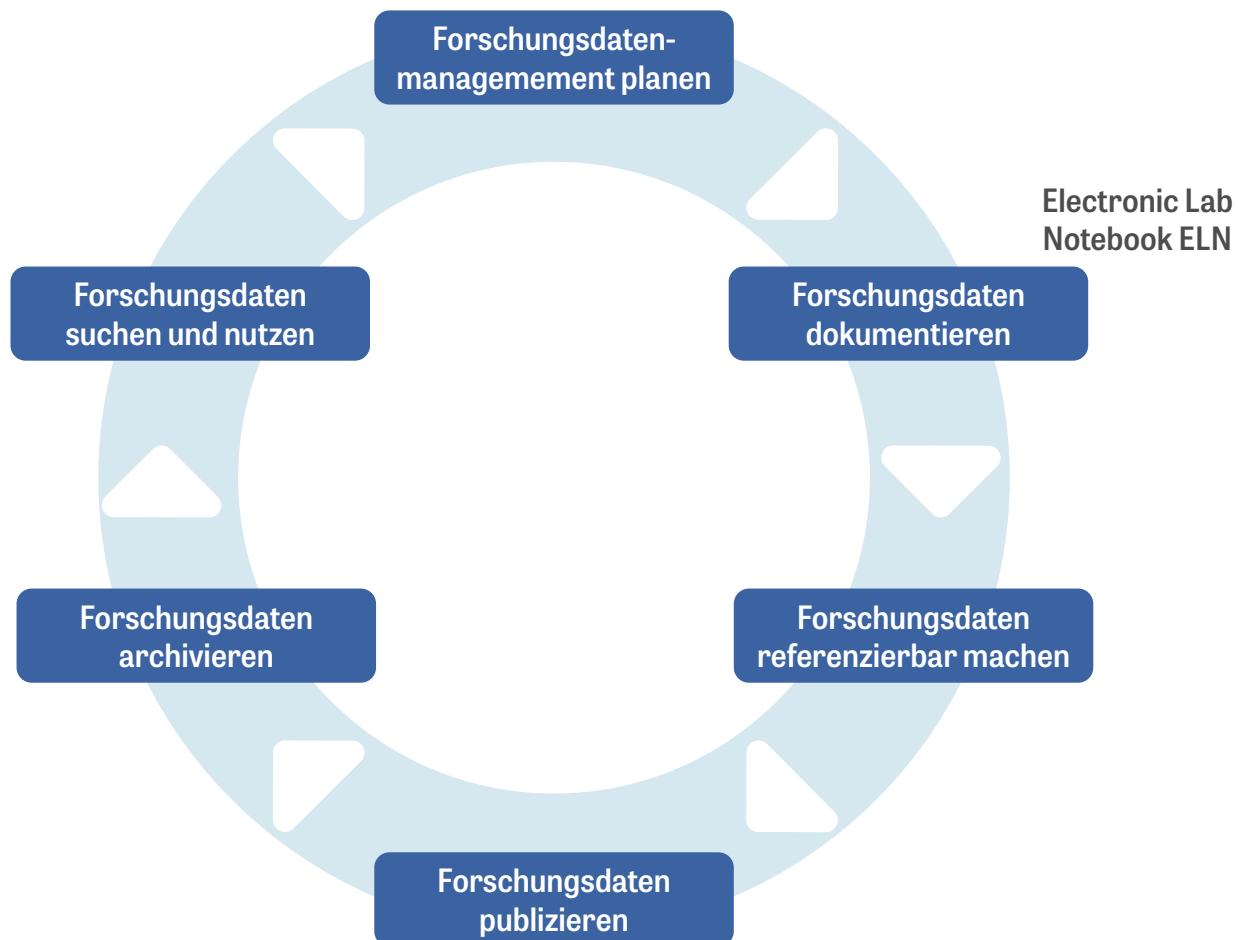 Forschungsdaten-
managemement planen
Electronic Lab
Notebook ELN
Forschungsdaten
suchen und nutzen
Forschungsdaten
dokumentieren
Forschungsdaten
archivieren
Forschungsdaten
referenzierbar machen
Forschungsdaten
publizieren